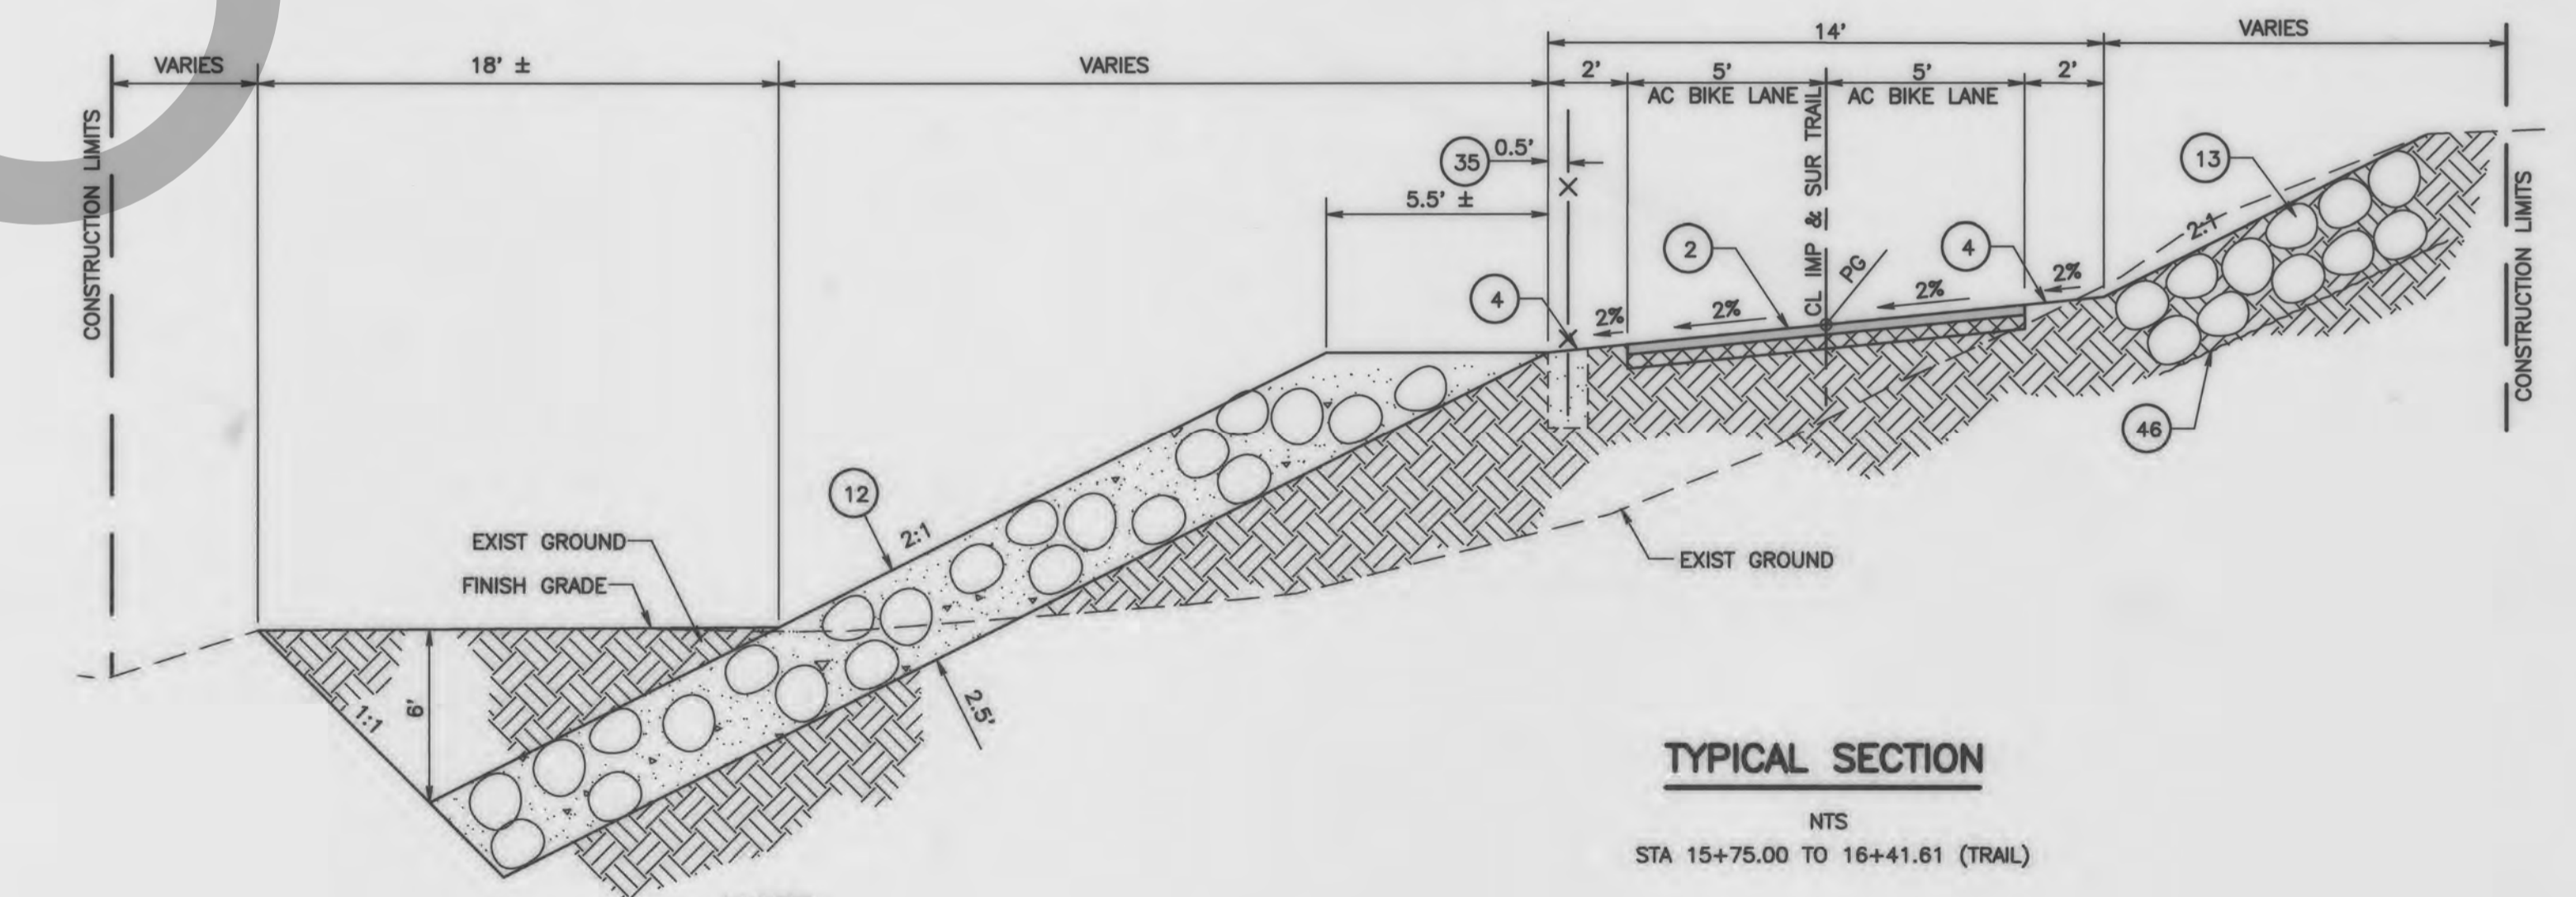 14'
VARIES
VARIES
18' ±
VARIES
2'
5'
5'
2'
AC BIKE LANE
AC BIKE LANE
CONSTRUCTION LIMITS
CL IMP & SUR TRAIL
0.5'
35
13
CONSTRUCTION LIMITS
5.5' ±
2:1
2
4
PG
2%
2%
4
2%
2%
46
12
2:1
EXIST GROUND
EXIST GROUND
FINISH GRADE
6'
1:1
2.5'
TYPICAL SECTION
NTS
STA 15+75.00 TO 16+41.61 (TRAIL)